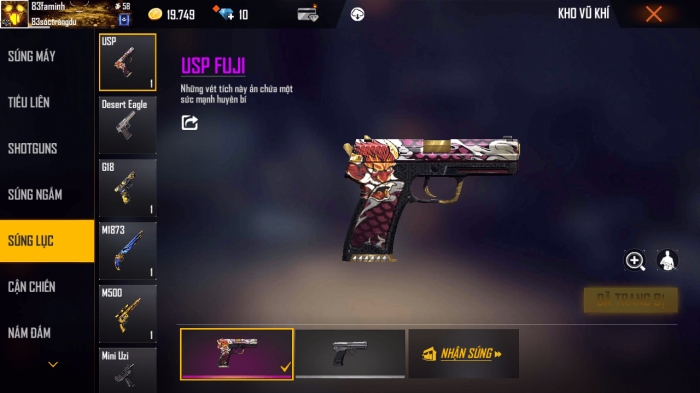 83faminh
58
83soctrangdu
19.749
10
KHO VŨ KHÍ
SÚNG MÁY
TIỂU LIÊN
SHOTGUNS
SÚNG NGẮM
SÚNG LỤC
CẬN CHIẾN
NẮM ĐẤM
USP
1
Desert Eagle
G18
1
M1873
1
M500
1
Mini Uzi
USP FUJI
Những vết tích này ẩn chứa một
sức mạnh huyền bí
ĐÃ TRANG BỊ
NHẬN SÚNG